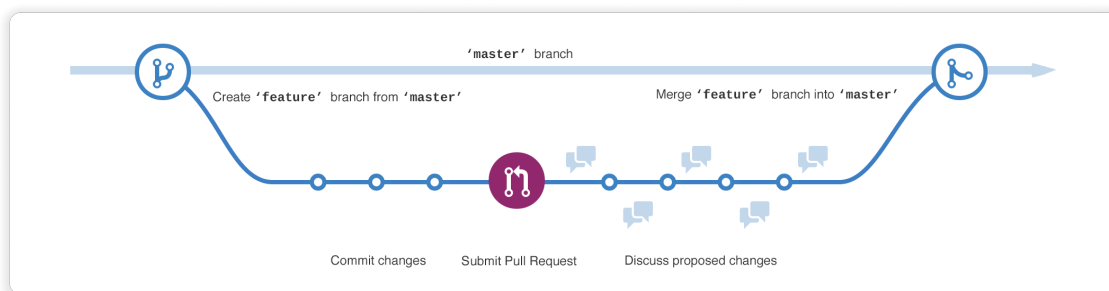 ‘master’ branch
Create ‘feature’ branch from ‘master’
Merge ‘feature’ branch into ‘master’
Commit changes
Submit Pull Request
Discuss proposed changes